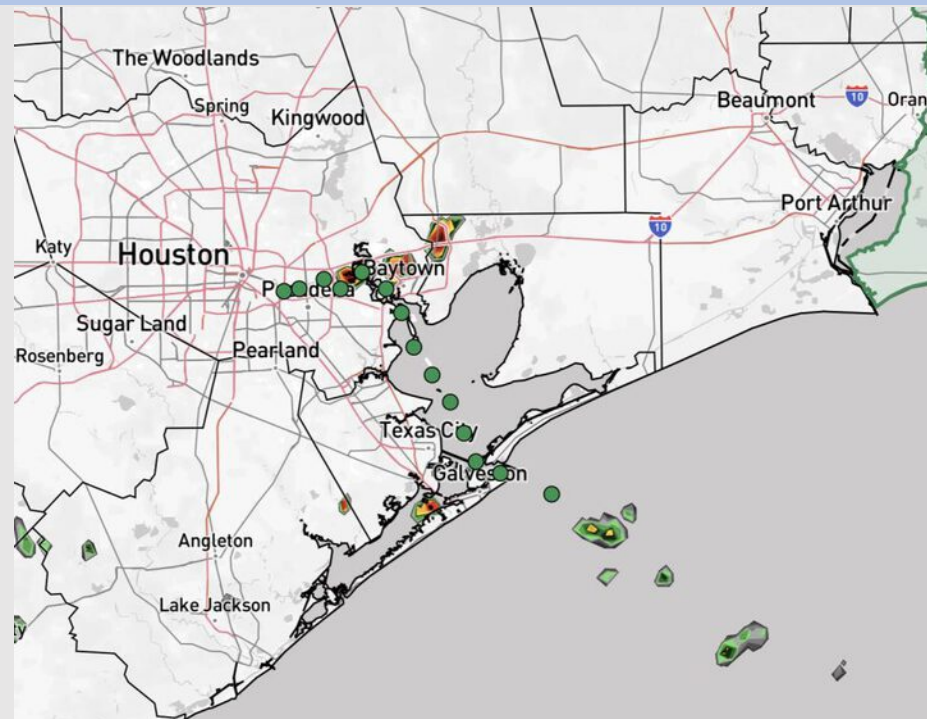 The Woodlands
Spring
Kingwood
Beaumont
10
Oran
Port Arthur
Katy
Houston
10
Baytown
Sugar Land
Rosenberg
Pearland
Texas City
Galveston
Angleton
Lake Jackson
ty